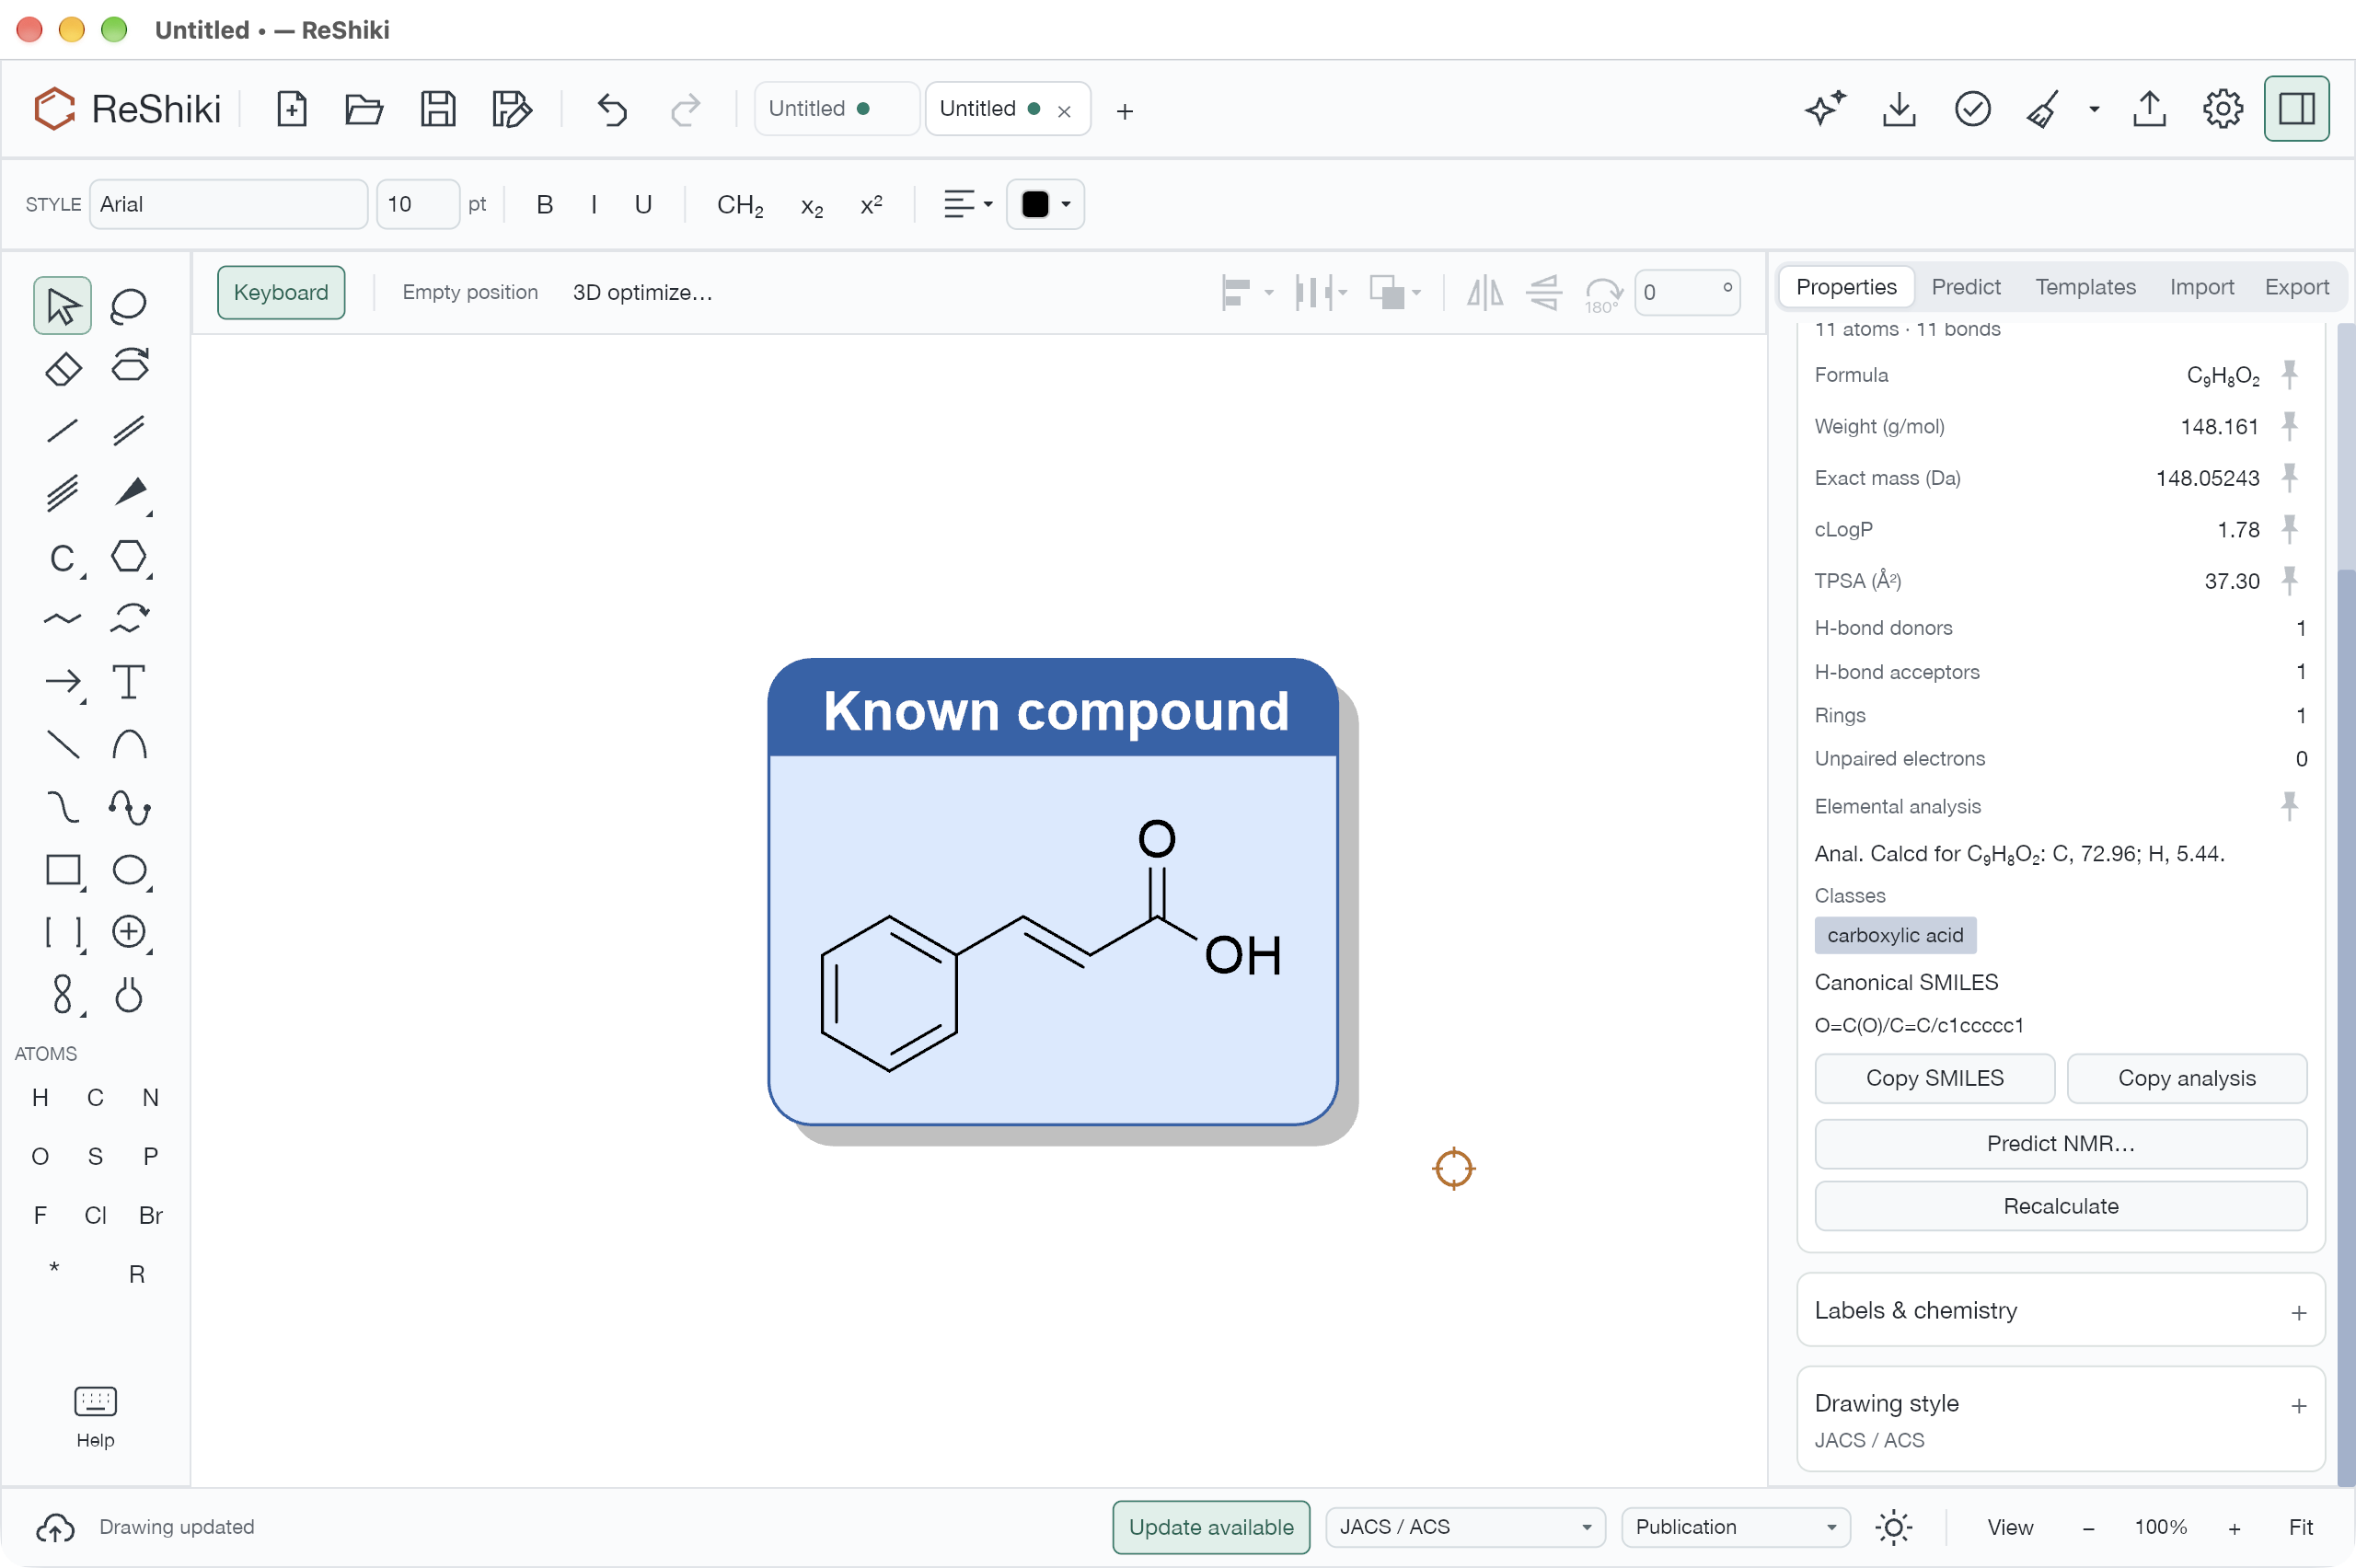 Untitled • — ReShiki
ReShiki
Untitled
Untitled
STYLE Arial 10 pt B I U CH₂ x₂ x²
Keyboard Empty position 3D optimize... 180° 0 °
Properties Predict Templates Import Export
11 atoms · 11 bonds
Formula C₉H₈O₂
Weight (g/mol) 148.161
Exact mass (Da) 148.05243
cLogP 1.78
TPSA (Å²) 37.30
H-bond donors 1
H-bond acceptors 1
Rings 1
Unpaired electrons 0
Elemental analysis
Anal. Calcd for C₉H₈O₂: C, 72.96; H, 5.44.
Classes
carboxylic acid
Canonical SMILES
O=C(O)/C=C/c1ccccc1
Copy SMILES Copy analysis
Predict NMR...
Recalculate
Labels & chemistry +
Drawing style +
JACS / ACS
Known compound
O
OH
C
T
ATOMS
H C N
O S P
F Cl Br
* R
Help
Drawing updated
Update available JACS / ACS Publication View – 100% + Fit